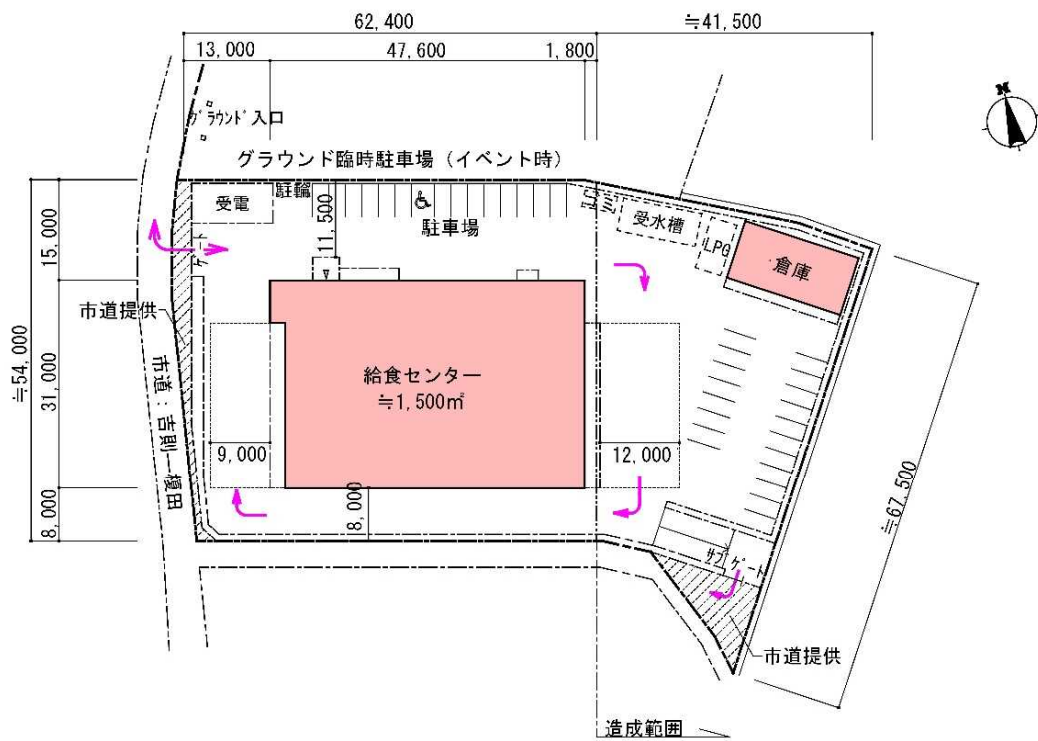 62,400
≒41,500
13,000
47,600
1,800
N
グラウンド入口
グラウンド臨時駐車場（イベント時）
受電
駐輪
11,500
駐車場
受水槽
LPG
倉庫
ゲート
15,000
市道提供
≒54,000
31,000
市道：吉則―榎田
給食センター
≒1,500㎡
9,000
12,000
8,000
8,000
≒67,500
サブゲート
市道提供
造成範囲